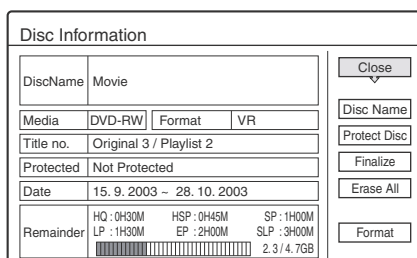 Disc Information
DiscName Movie
Media DVD-RW Format VR
Title no. Original 3 / Playlist 2
Protected Not Protected
Date 15. 9. 2003 ~ 28. 10. 2003
Remainder
HQ : 0H30M HSP : 0H45M SP : 1H00M
LP : 1H30M EP : 2H00M SLP : 3H00M
2. 3 / 4. 7GB
Close
Disc Name
Protect Disc
Finalize
Erase All
Format